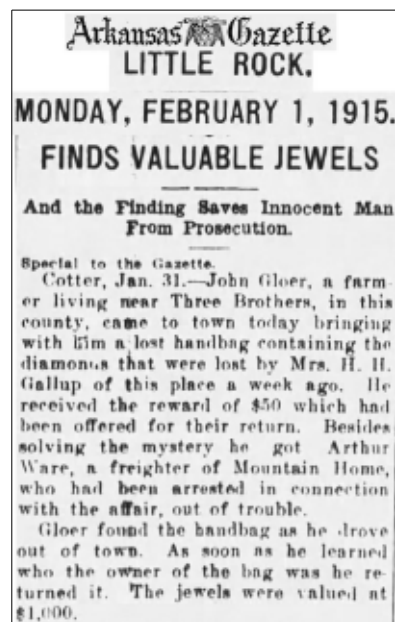 Arkansas Gazette
LITTLE ROCK.
MONDAY, FEBRUARY 1, 1915.
FINDS VALUABLE JEWELS
And the Finding Saves Innocent Man
From Prosecution.
Special to the Gazette.
Cotter, Jan. 31.—John Gloer, a farm-
er living near Three Brothers, in this
county, came to town today bringing
with him a lost handbag containing the
diamonds that were lost by Mrs. H. H.
Gallup of this place a week ago. He
received the reward of $50 which had
been offered for their return. Besides
solving the mystery he got Arthur
Ware, a freighter of Mountain Home,
who had been arrested in connection
with the affair, out of trouble.
Gloer found the handbag as he drove
out of town. As soon as he learned
who the owner of the bag was he re-
turned it. The jewels were valued at
$1,000.